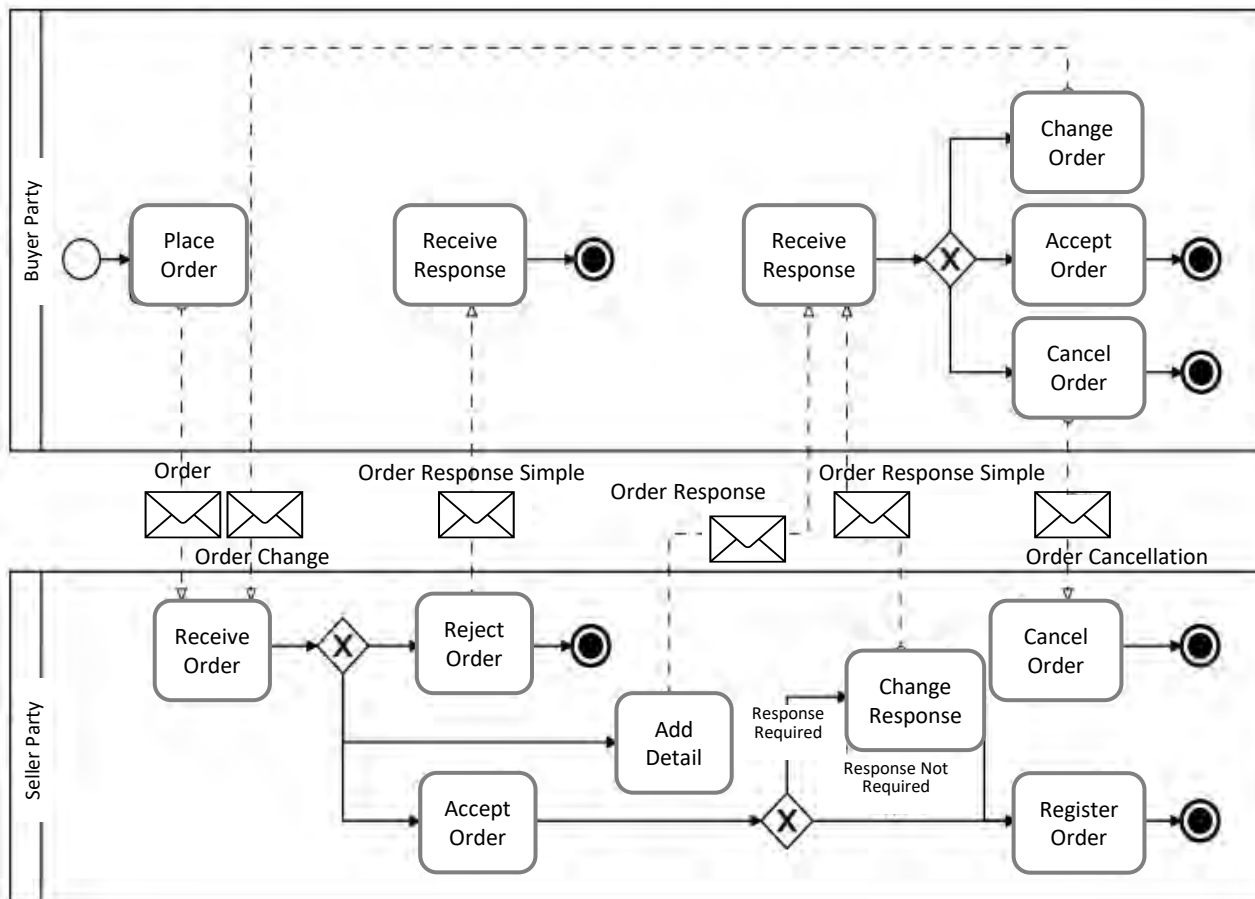 Buyer Party
Change
Order
Place
Order
Receive
Response
Receive
Response
X
Accept
Order
Cancel
Order
Order
Order Response Simple
Order Response
Order Response Simple
Order Change
Order Cancellation
Seller Party
Receive
Order
X
Reject
Order
Cancel
Order
Change
Response
Add
Detail
Response
Required
Response Not
Required
Accept
Order
X
Register
Order